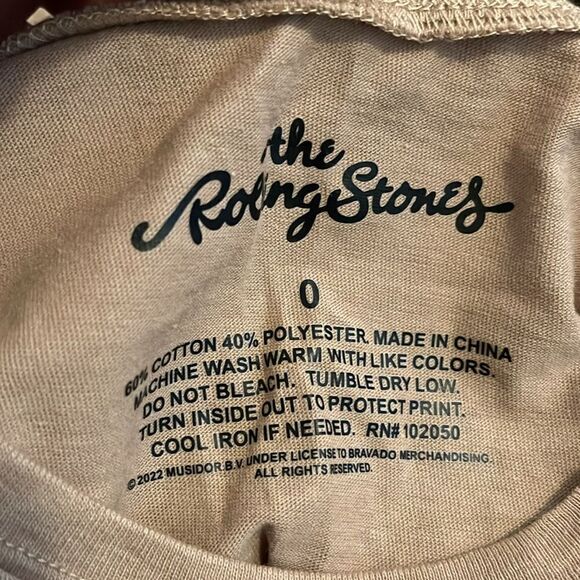 the
Rolling Stones
0
60% COTTON 40% POLYESTER MADE IN CHINA
MACHINE WASH WARM WITH LIKE COLORS.
DO NOT BLEACH. TUMBLE DRY LOW.
TURN INSIDE OUT TO PROTECT PRINT.
COOL IRON IF NEEDED. RN# 102050
©2022 MUSIDOR B.V. UNDER LICENSE TO BRAVADO MERCHANDISING.
ALL RIGHTS RESERVED.